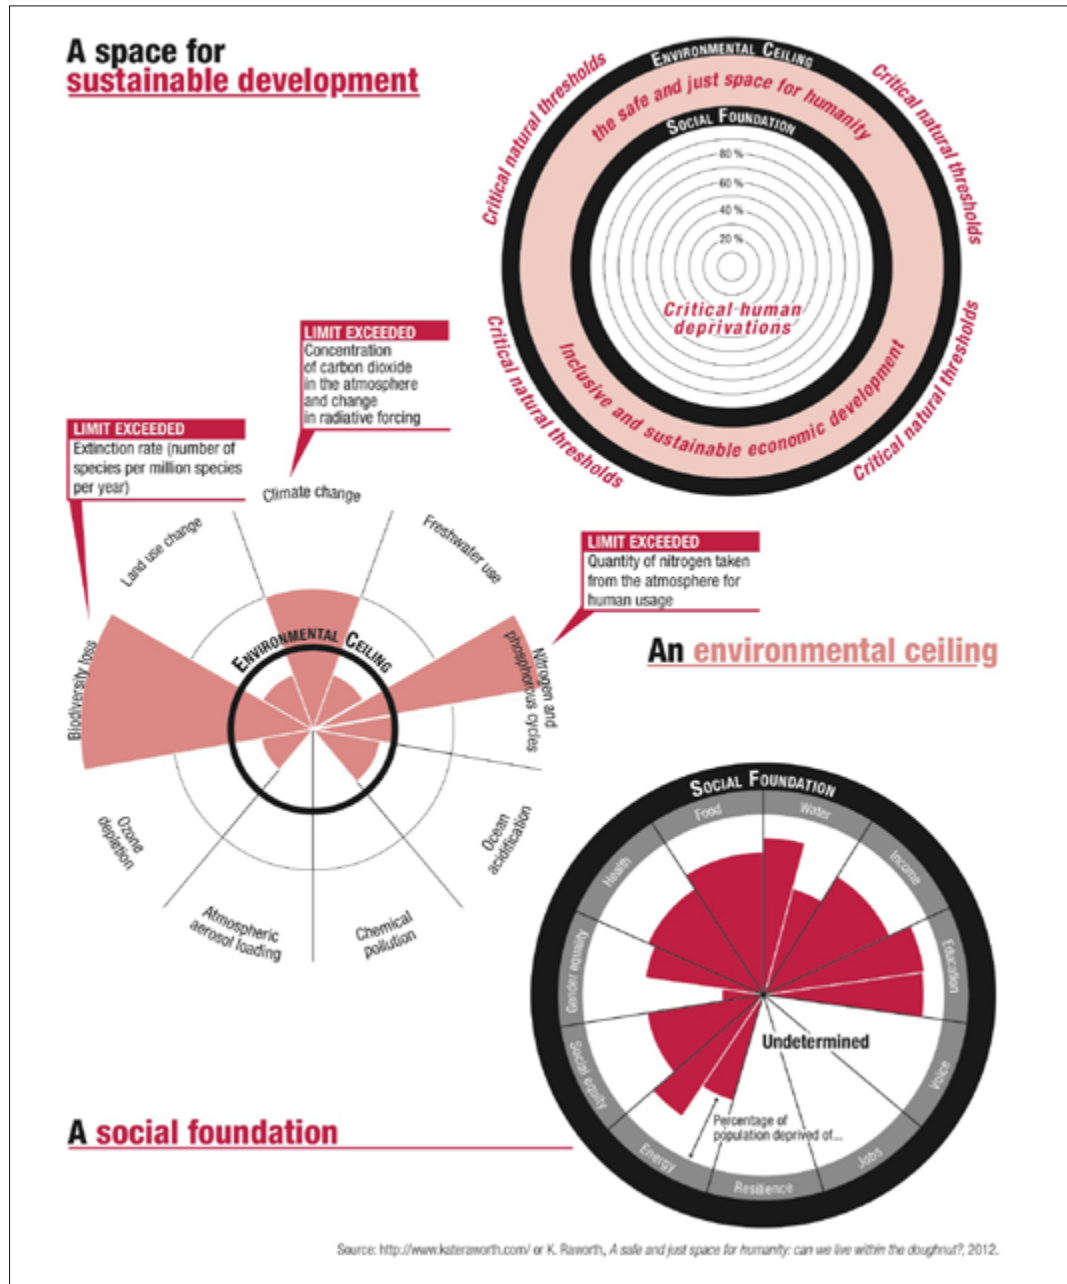 A space for
sustainable development
ENVIRONMENTAL CEILING
the safe and just space for humanity
SOCIAL FOUNDATION
80 %
60 %
40 %
20 %
Critical human
deprivations
Inclusive and sustainable economic development
Critical natural thresholds
Critical natural thresholds
Critical natural thresholds
Critical natural thresholds
LIMIT EXCEEDED
Concentration
of carbon dioxide
in the atmosphere
and change
in radiative forcing
LIMIT EXCEEDED
Extinction rate (number of
species per million species
per year)
LIMIT EXCEEDED
Quantity of nitrogen taken
from the atmosphere for
human usage
An environmental ceiling
ENVIRONMENTAL CEILING
Climate change
Freshwater use
Nitrogen and
phosphorous cycles
Ocean
acidification
Chemical
pollution
Atmospheric
aerosol loading
Ozone
depletion
Biodiversity loss
Land use change
SOCIAL FOUNDATION
Food
Water
Income
Education
Voice
Jobs
Resilience
Energy
Social equity
Gender equality
Health
Undetermined
Percentage of
population deprived of...
A social foundation
Source: http://www.kateraworth.com/ or K. Raworth, A safe and just space for humanity: can we live within the doughnut?, 2012.